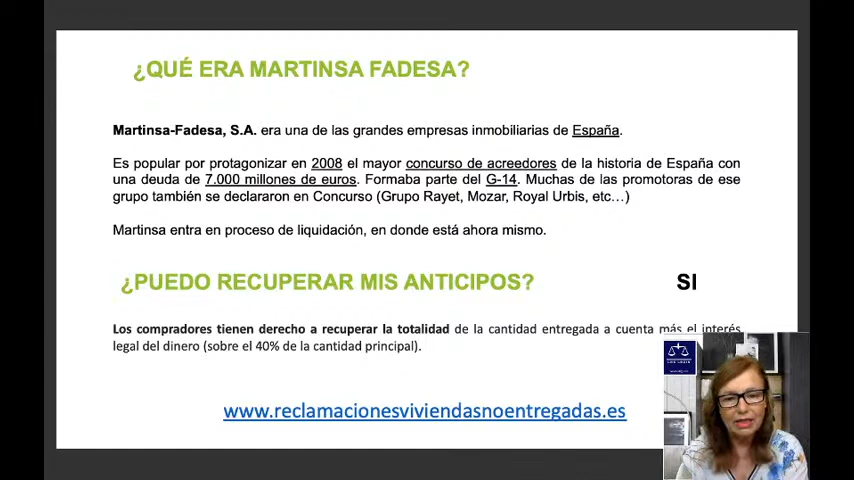 ¿QUÉ ERA MARTINSA FADESA?
Martinsa-Fadesa, S.A. era una de las grandes empresas inmobiliarias de España.
Es popular por protagonizar en 2008 el mayor concurso de acreedores de la historia de España con
una deuda de 7.000 millones de euros. Formaba parte del G-14. Muchas de las promotoras de ese
grupo también se declararon en Concurso (Grupo Rayet, Mozar, Royal Urbis, etc…)
Martinsa entra en proceso de liquidación, en donde está ahora mismo.
¿PUEDO RECUPERAR MIS ANTICIPOS? SI
Los compradores tienen derecho a recuperar la totalidad de la cantidad entregada a cuenta más el interés
legal del dinero (sobre el 40% de la cantidad principal).
www.reclamacionesviviendasnoentregadas.es